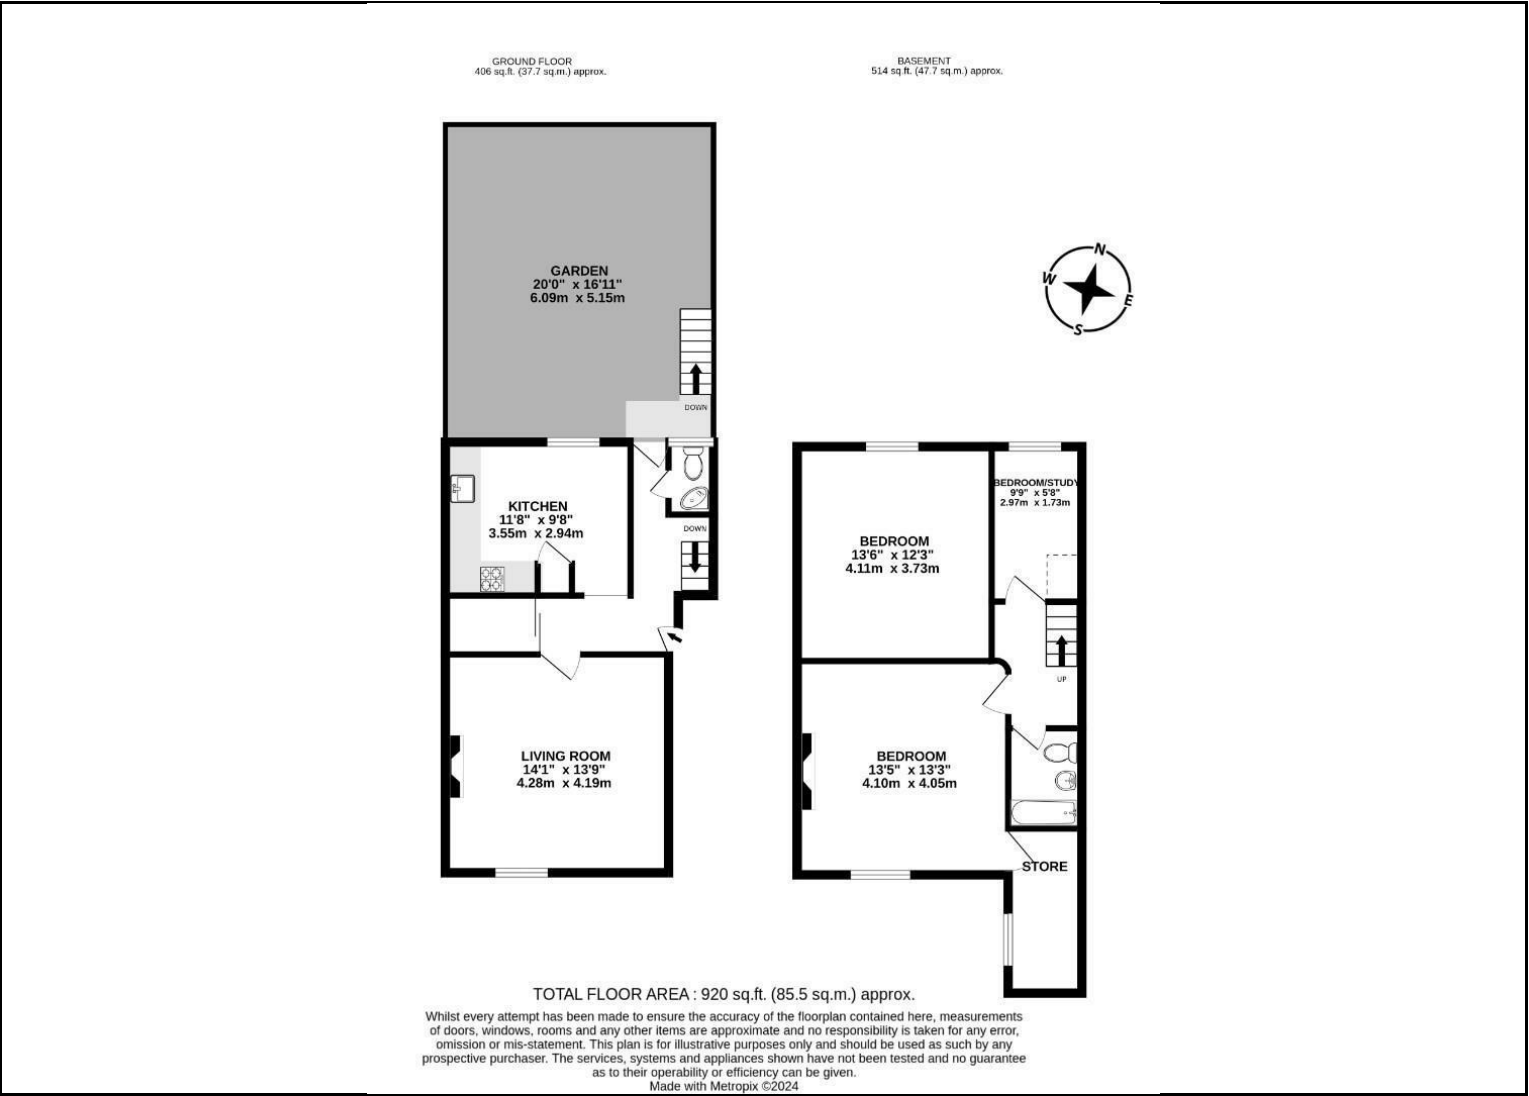 GROUND FLOOR
406 sq.ft. (37.7 sq.m.) approx.
BASEMENT
514 sq.ft. (47.7 sq.m.) approx.
GARDEN
20'0" x 16'11"
6.09m x 5.15m
DOWN
N
W
E
S
KITCHEN
11'8" x 9'8"
3.55m x 2.94m
DOWN
LIVING ROOM
14'1" x 13'9"
4.28m x 4.19m
BEDROOM/STUDY
9'9" x 5'8"
2.97m x 1.73m
BEDROOM
13'6" x 12'3"
4.11m x 3.73m
UP
BEDROOM
13'5" x 13'3"
4.10m x 4.05m
STORE
TOTAL FLOOR AREA : 920 sq.ft. (85.5 sq.m.) approx.
Whilst every attempt has been made to ensure the accuracy of the floorplan contained here, measurements
of doors, windows, rooms and any other items are approximate and no responsibility is taken for any error,
omission or mis-statement. This plan is for illustrative purposes only and should be used as such by any
prospective purchaser. The services, systems and appliances shown have not been tested and no guarantee
as to their operability or efficiency can be given.
Made with Metropix ©2024